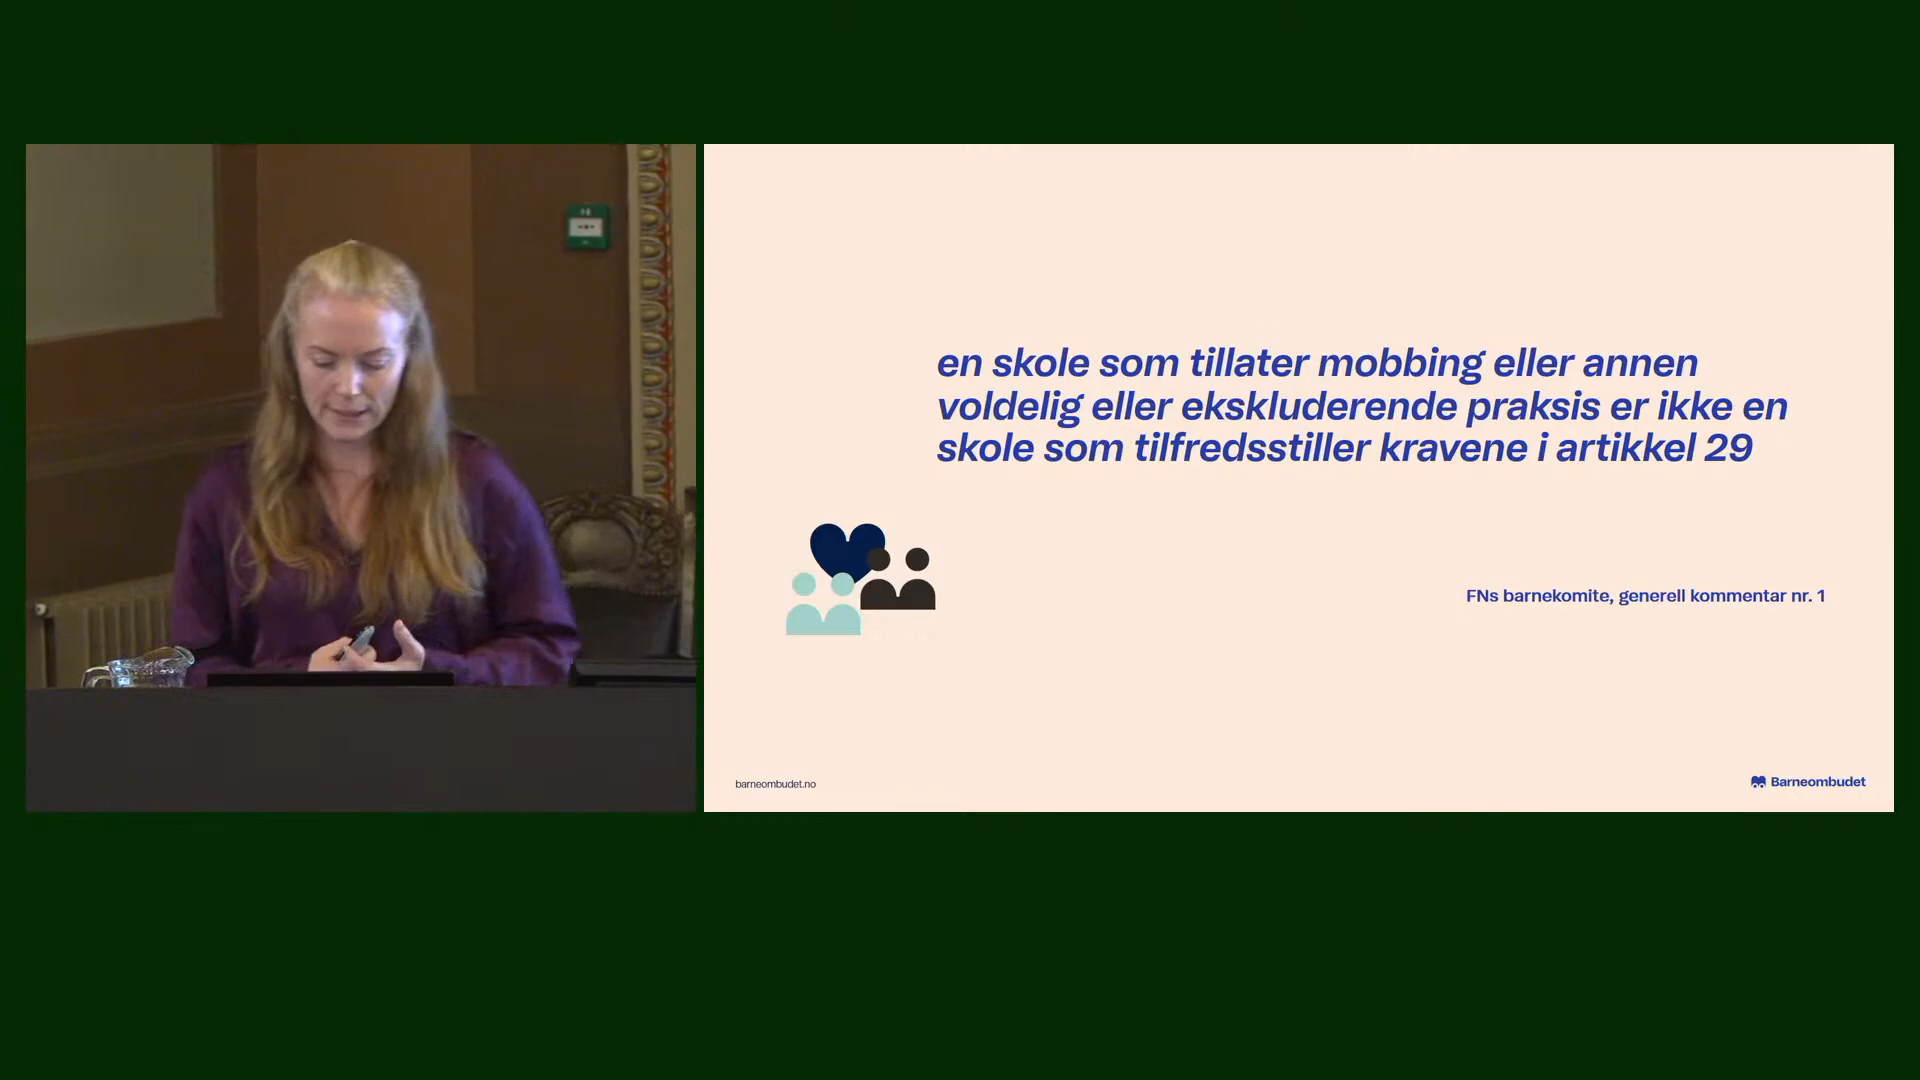 en skole som tillater mobbing eller annen
voldelig eller ekskluderende praksis er ikke en
skole som tilfredsstiller kravene i artikkel 29
FNs barnekomite, generell kommentar nr. 1
barneombudet.no
Barneombudet